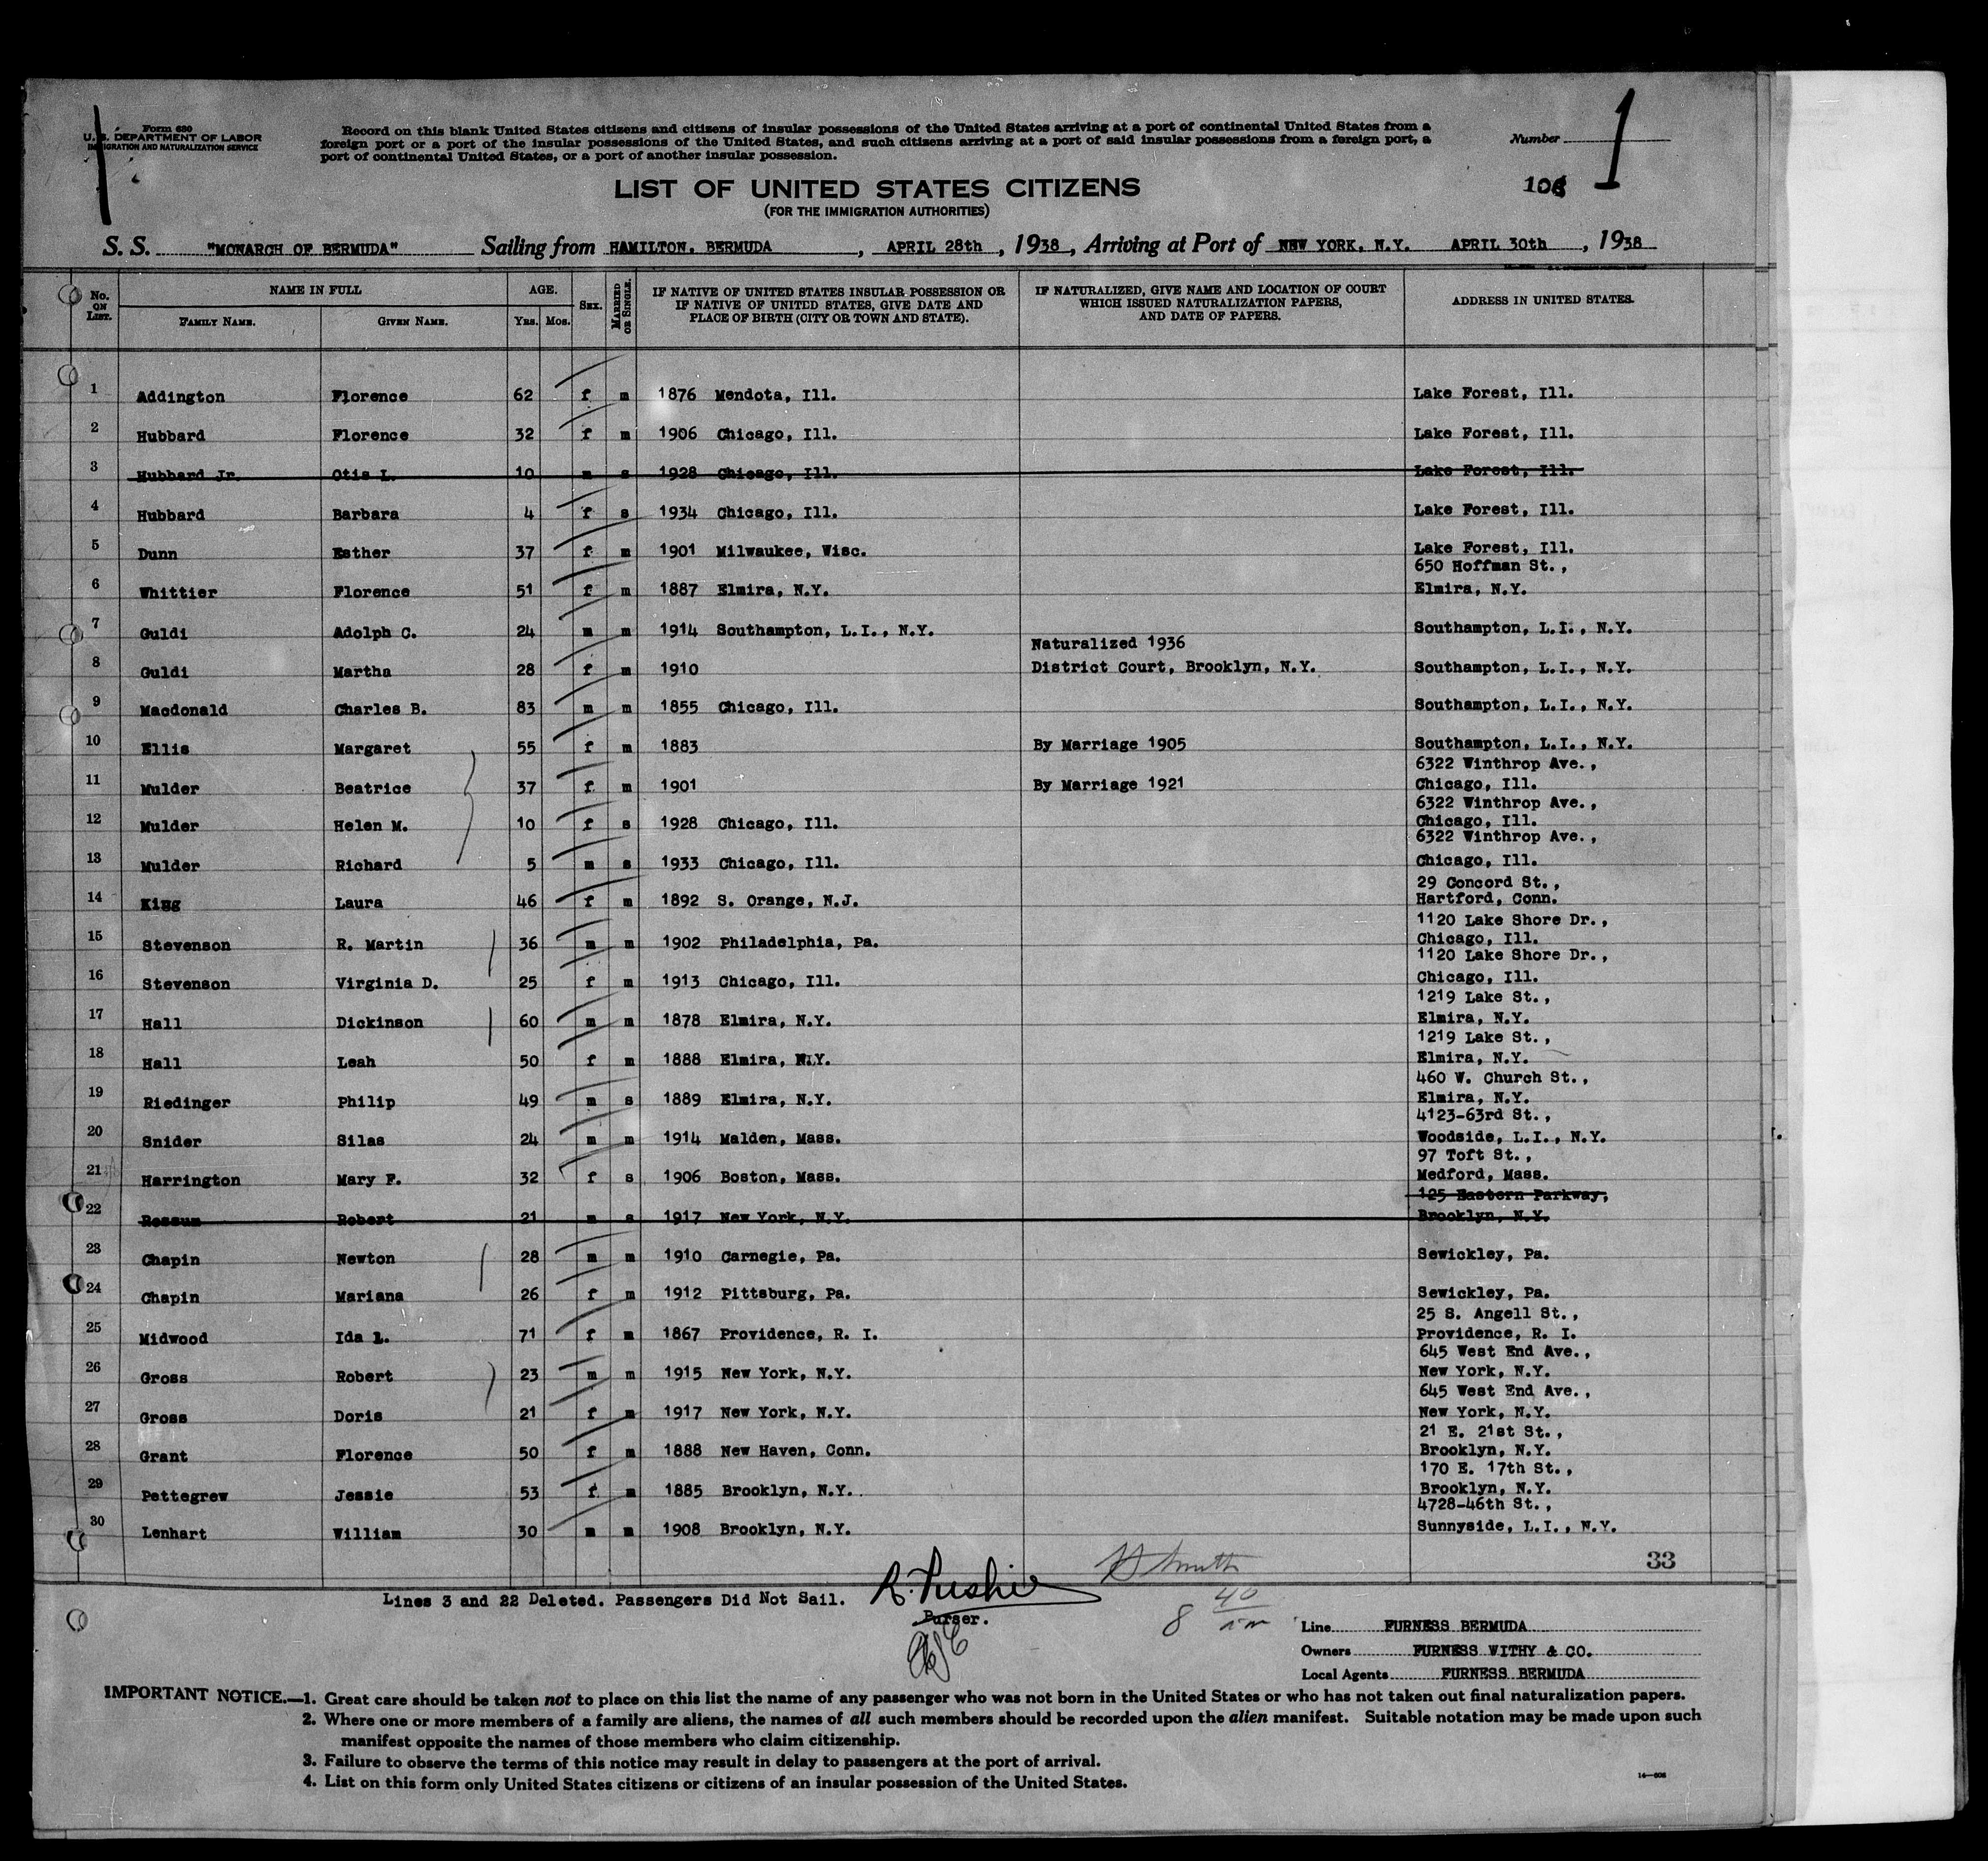 Form 630
U. S. DEPARTMENT OF LABOR
IMMIGRATION AND NATURALIZATION SERVICE
Record on this blank United States citizens and citizens of insular possessions of the United States arriving at a port of continental United States from a
foreign port or a port of the insular possessions of the United States, and such citizens arriving at a port of said insular possessions from a foreign port, a
port of continental United States, or a port of another insular possession.
Number 1
LIST OF UNITED STATES CITIZENS
(FOR THE IMMIGRATION AUTHORITIES)
S. S. "MONARCH OF BERMUDA" Sailing from HAMILTON, BERMUDA, APRIL 28th, 1938, Arriving at Port of NEW YORK, N.Y. APRIL 30th, 1938
No. ON LIST. NAME IN FULL FAMILY NAME. GIVEN NAME. AGE. YRS. MOS. SEX. MARRIED OR SINGLE. IF NATIVE OF UNITED STATES INSULAR POSSESSION OR IF NATIVE OF UNITED STATES, GIVE DATE AND PLACE OF BIRTH (CITY OR TOWN AND STATE). IF NATURALIZED, GIVE NAME AND LOCATION OF COURT WHICH ISSUED NATURALIZATION PAPERS, AND DATE OF PAPERS. ADDRESS IN UNITED STATES.
1 Addington Florence 62 f m 1876 Mendota, Ill. Lake Forest, Ill.
2 Hubbard Florence 32 f m 1906 Chicago, Ill. Lake Forest, Ill.
3 Hubbard Jr. Otis L. 10 m s 1928 Chicago, Ill. Lake Forest, Ill.
4 Hubbard Barbara 4 f s 1934 Chicago, Ill. Lake Forest, Ill.
5 Dunn Esther 37 f m 1901 Milwaukee, Wisc. Lake Forest, Ill.
650 Hoffman St.,
6 Whittier Florence 51 f m 1887 Elmira, N.Y. Elmira, N.Y.
7 Guldi Adolph C. 24 m m 1914 Southampton, L.I., N.Y. Southampton, L.I., N.Y.
Naturalized 1936
8 Guldi Martha 28 f m 1910 District Court, Brooklyn, N.Y. Southampton, L.I., N.Y.
9 Macdonald Charles B. 83 m m 1855 Chicago, Ill. Southampton, L.I., N.Y.
10 Ellis Margaret 55 f m 1883 By Marriage 1905 Southampton, L.I., N.Y.
6322 Winthrop Ave.,
11 Mulder Beatrice 37 f m 1901 By Marriage 1921 Chicago, Ill.
6322 Winthrop Ave.,
12 Mulder Helen M. 10 f s 1928 Chicago, Ill. Chicago, Ill.
6322 Winthrop Ave.,
13 Mulder Richard 5 m s 1933 Chicago, Ill. Chicago, Ill.
29 Concord St.,
14 King Laura 46 f m 1892 S. Orange, N.J. Hartford, Conn.
1120 Lake Shore Dr.,
15 Stevenson R. Martin 36 m m 1902 Philadelphia, Pa. Chicago, Ill.
1120 Lake Shore Dr.,
16 Stevenson Virginia D. 25 f m 1913 Chicago, Ill. Chicago, Ill.
1219 Lake St.,
17 Hall Dickinson 60 m m 1878 Elmira, N.Y. Elmira, N.Y.
1219 Lake St.,
18 Hall Leah 50 f m 1888 Elmira, N.Y. Elmira, N.Y.
460 W. Church St.,
19 Riedinger Philip 49 m s 1889 Elmira, N.Y. Elmira, N.Y.
4123-63rd St.,
20 Snider Silas 24 m m 1914 Malden, Mass. Woodside, L.I., N.Y.
97 Toft St.,
21 Harrington Mary F. 32 f s 1906 Boston, Mass. Medford, Mass.
125 Eastern Parkway,
22 Robert 21 m s 1917 New York, N.Y. Brooklyn, N.Y.
23 Chapin Newton 28 m m 1910 Carnegie, Pa. Sewickley, Pa.
24 Chapin Mariana 26 f m 1912 Pittsburg, Pa. Sewickley, Pa.
25 S. Angell St.,
25 Midwood Ida L. 71 f m 1867 Providence, R. I. Providence, R. I.
645 West End Ave.,
26 Gross Robert 23 m m 1915 New York, N.Y. New York, N.Y.
645 West End Ave.,
27 Gross Doris 21 f m 1917 New York, N.Y. New York, N.Y.
21 E. 21st St.,
28 Grant Florence 50 f m 1888 New Haven, Conn. Brooklyn, N.Y.
170 E. 17th St.,
29 Pettegrew Jessie 53 f m 1885 Brooklyn, N.Y. Brooklyn, N.Y.
4728-46th St.,
30 Lenhart William 30 m m 1908 Brooklyn, N.Y. Sunnyside, L.I., N.Y.
33
Lines 3 and 22 Deleted. Passengers Did Not Sail.
Purser.
8 40 am
Line FURNESS BERMUDA
Owners FURNESS WITHY & CO.
Local Agents FURNESS BERMUDA
IMPORTANT NOTICE.—1. Great care should be taken not to place on this list the name of any passenger who was not born in the United States or who has not taken out final naturalization papers.
2. Where one or more members of a family are aliens, the names of all such members should be recorded upon the alien manifest. Suitable notation may be made upon such
manifest opposite the names of those members who claim citizenship.
3. Failure to observe the terms of this notice may result in delay to passengers at the port of arrival.
4. List on this form only United States citizens or citizens of an insular possession of the United States.